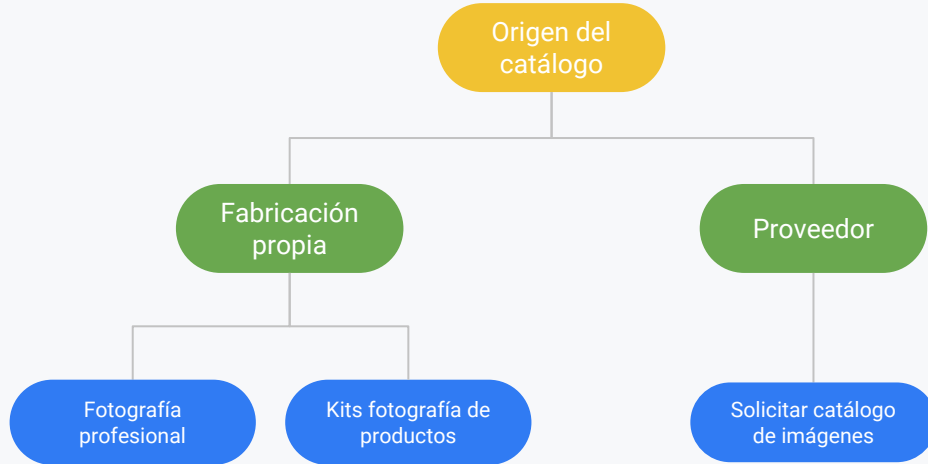 Origen del
catálogo
Fabricación
propia
Proveedor
Fotografía
profesional
Kits fotografía de
productos
Solicitar catálogo
de imágenes